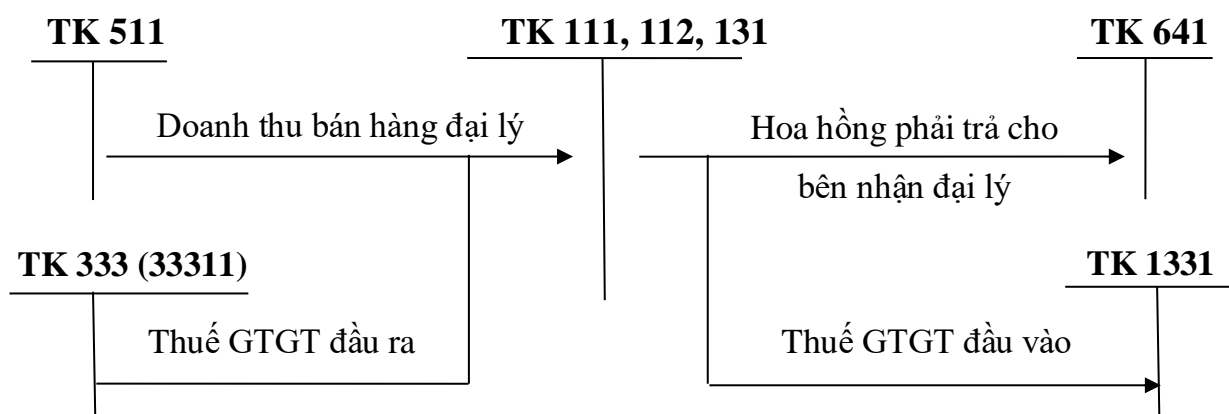 TK 511
TK 111, 112, 131
TK 641
Doanh thu bán hàng đại lý
Hoa hồng phải trả cho
bên nhận đại lý
TK 333 (33311)
TK 1331
Thuế GTGT đầu ra
Thuế GTGT đầu vào